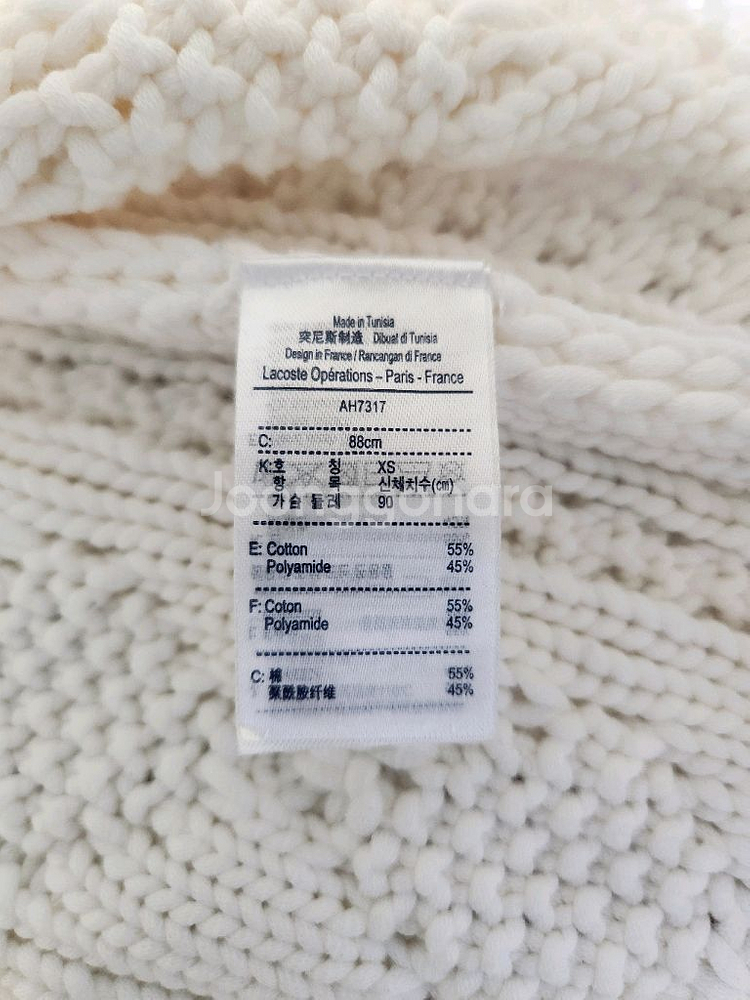 Made in Tunisia
突尼斯制造 Dibuat di Tunisia
Design in France / Rancangan di France
Lacoste Opérations – Paris - France
AH7317
C: 88cm
K: 호 칭 XS
항 목 신체치수(cm)
가슴 둘레 90
Joonggonara
E: Cotton 55%
Polyamide 45%
F: Coton 55%
Polyamide 45%
C: 棉 55%
聚酰胺纤维 45%